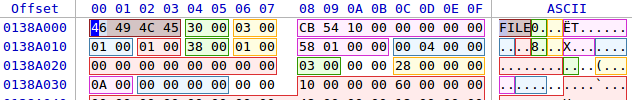 Offset 00 01 02 03 04 05 06 07 08 09 0A 0B 0C 0D 0E 0F ASCII
0138A000 46 49 4C 45 30 00 03 00 CB 54 10 00 00 00 00 00 FILE0...ËT......
0138A010 01 00 01 00 38 00 01 00 58 01 00 00 00 04 00 00 ....8...X.......
0138A020 00 00 00 00 00 00 00 00 03 00 00 00 28 00 00 00 ............(...
0138A030 0A 00 00 00 00 00 00 00 10 00 00 00 60 00 00 00 ............`...